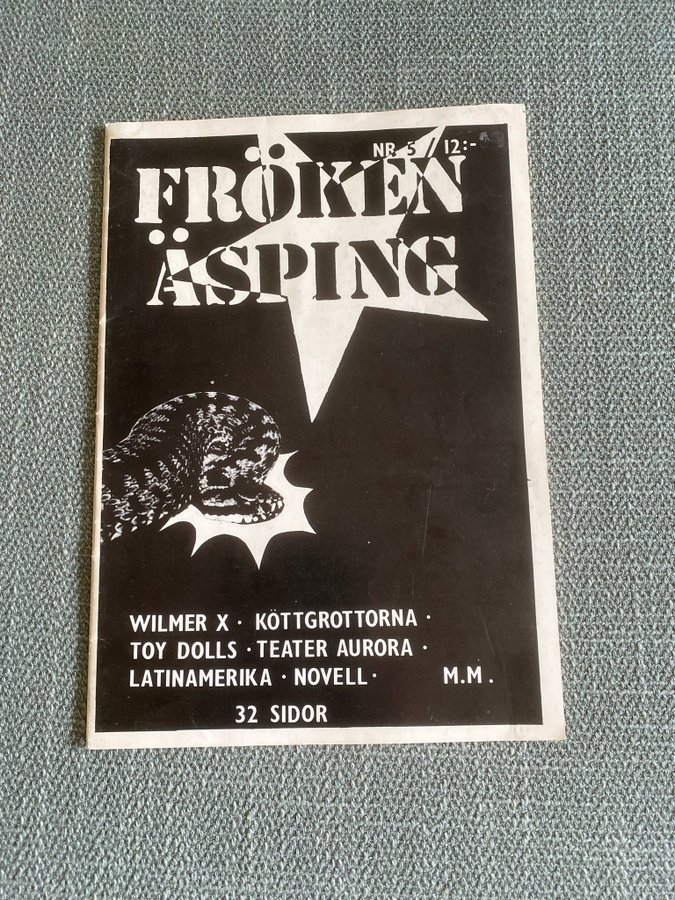 NR. 5 / 12:-
FRÖKEN
ÄSPING
WILMER X · KÖTTGROTTORNA ·
TOY DOLLS · TEATER AURORA ·
LATINAMERIKA · NOVELL · M.M.
32 SIDOR